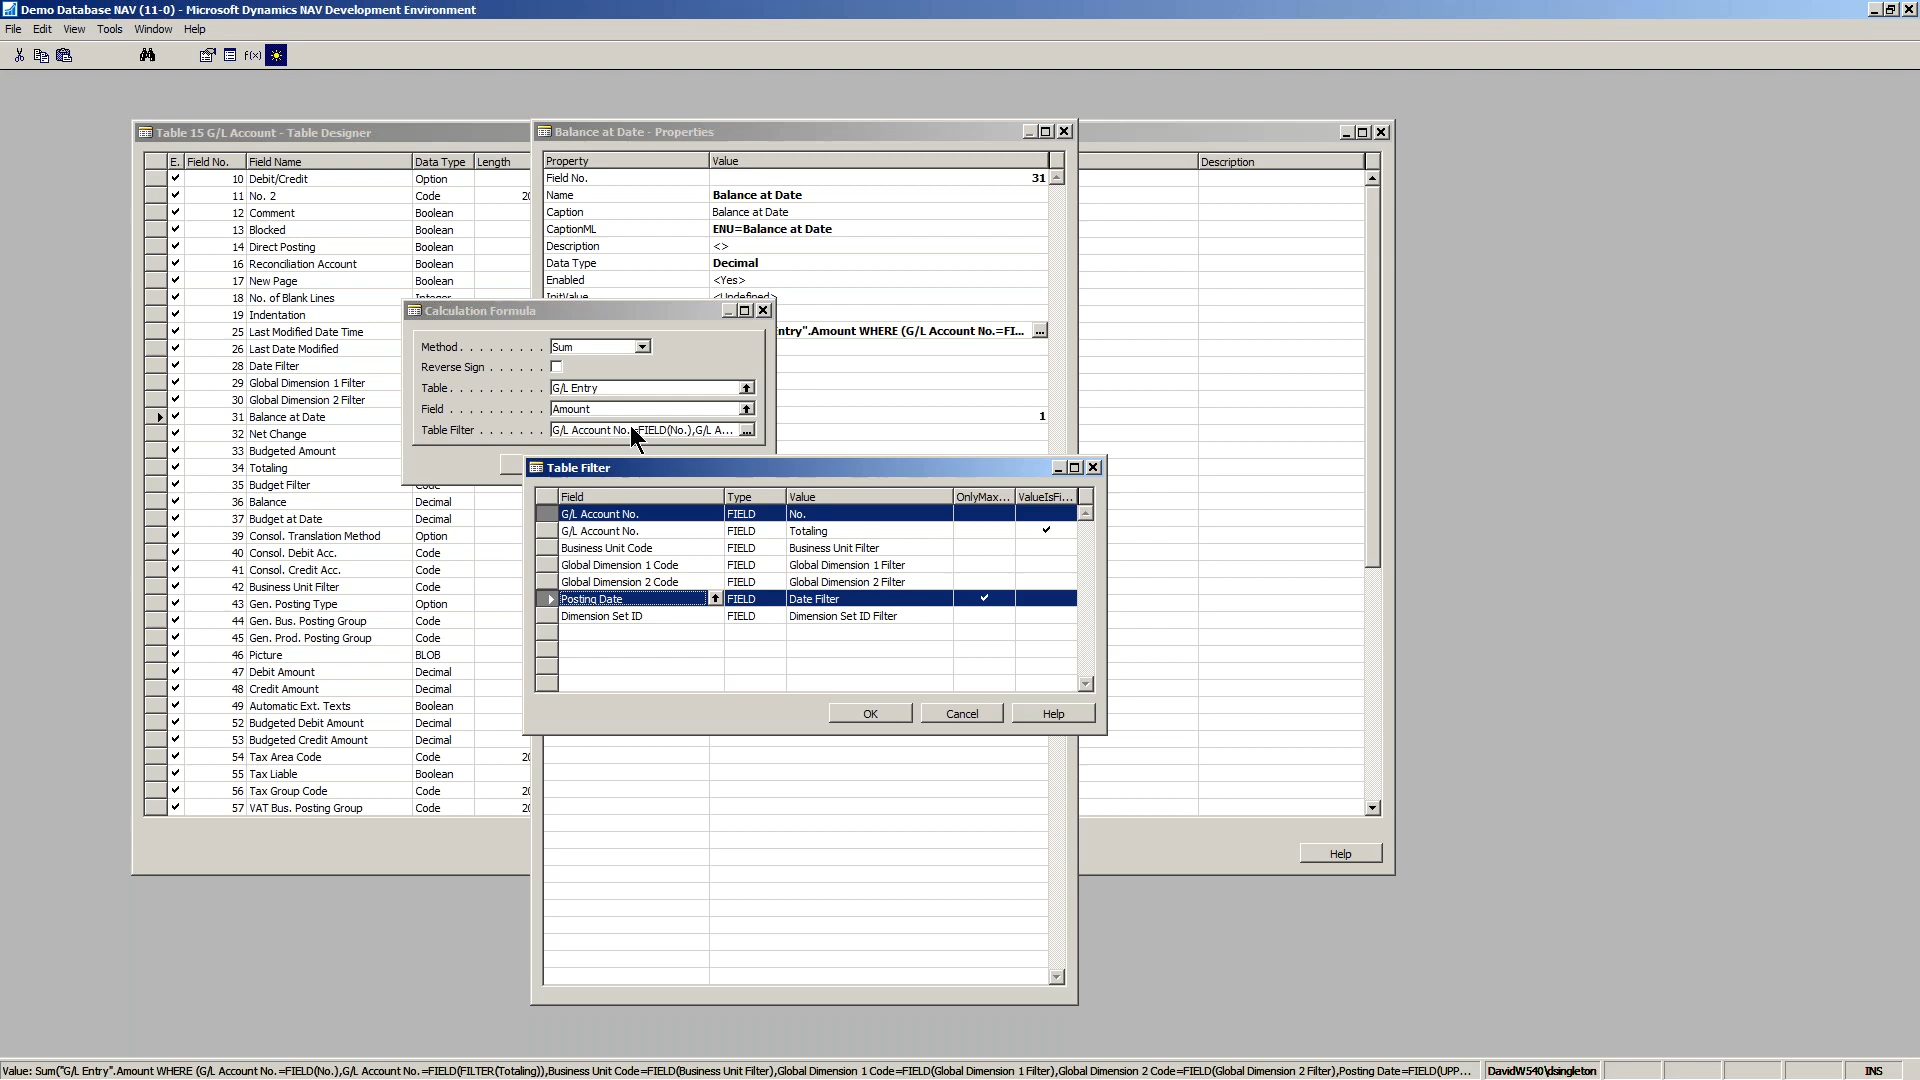 Demo Database NAV (11-0) - Microsoft Dynamics NAV Development Environment
File Edit View Tools Window Help
f(x)
Table 15 G/L Account - Table Designer
E.. Field No. Field Name Data Type Length Description
10 Debit/Credit Option
11 No. 2 Code
12 Comment Boolean
13 Blocked Boolean
14 Direct Posting Boolean
16 Reconciliation Account Boolean
17 New Page Boolean
18 No. of Blank Lines Integer
19 Indentation
25 Last Modified Date Time
26 Last Date Modified
28 Date Filter
29 Global Dimension 1 Filter
30 Global Dimension 2 Filter
31 Balance at Date
32 Net Change
33 Budgeted Amount
34 Totaling
35 Budget Filter Code
36 Balance Decimal
37 Budget at Date Decimal
39 Consol. Translation Method Option
40 Consol. Debit Acc. Code
41 Consol. Credit Acc. Code
42 Business Unit Filter Code
43 Gen. Posting Type Option
44 Gen. Bus. Posting Group Code
45 Gen. Prod. Posting Group Code
46 Picture BLOB
47 Debit Amount Decimal
48 Credit Amount Decimal
49 Automatic Ext. Texts Boolean
52 Budgeted Debit Amount Decimal
53 Budgeted Credit Amount Decimal
54 Tax Area Code Code
55 Tax Liable Boolean
56 Tax Group Code Code
57 VAT Bus. Posting Group Code
Help
Balance at Date - Properties
Property Value
Field No. 31
Name Balance at Date
Caption Balance at Date
CaptionML ENU=Balance at Date
Description <>
Data Type Decimal
Enabled <Yes>
InitValue <Undefined>
ntry".Amount WHERE (G/L Account No.=FI... ...
1
Calculation Formula
Method . . . . . . . . . Sum
Reverse Sign . . . . . .
Table . . . . . . . . . . G/L Entry
Field . . . . . . . . . . Amount
Table Filter . . . . . . . G/L Account No.=FIELD(No.),G/L A... ...
Table Filter
Field Type Value OnlyMax... ValueIsFi...
G/L Account No. FIELD No.
G/L Account No. FIELD Totaling
Business Unit Code FIELD Business Unit Filter
Global Dimension 1 Code FIELD Global Dimension 1 Filter
Global Dimension 2 Code FIELD Global Dimension 2 Filter
Posting Date FIELD Date Filter
Dimension Set ID FIELD Dimension Set ID Filter
OK Cancel Help
Value: Sum("G/L Entry".Amount WHERE (G/L Account No.=FIELD(No.),G/L Account No.=FIELD(FILTER(Totaling)),Business Unit Code=FIELD(Business Unit Filter),Global Dimension 1 Code=FIELD(Global Dimension 1 Filter),Global Dimension 2 Code=FIELD(Global Dimension 2 Filter),Posting Date=FIELD(UPP... DavidW540\dsingleton INS